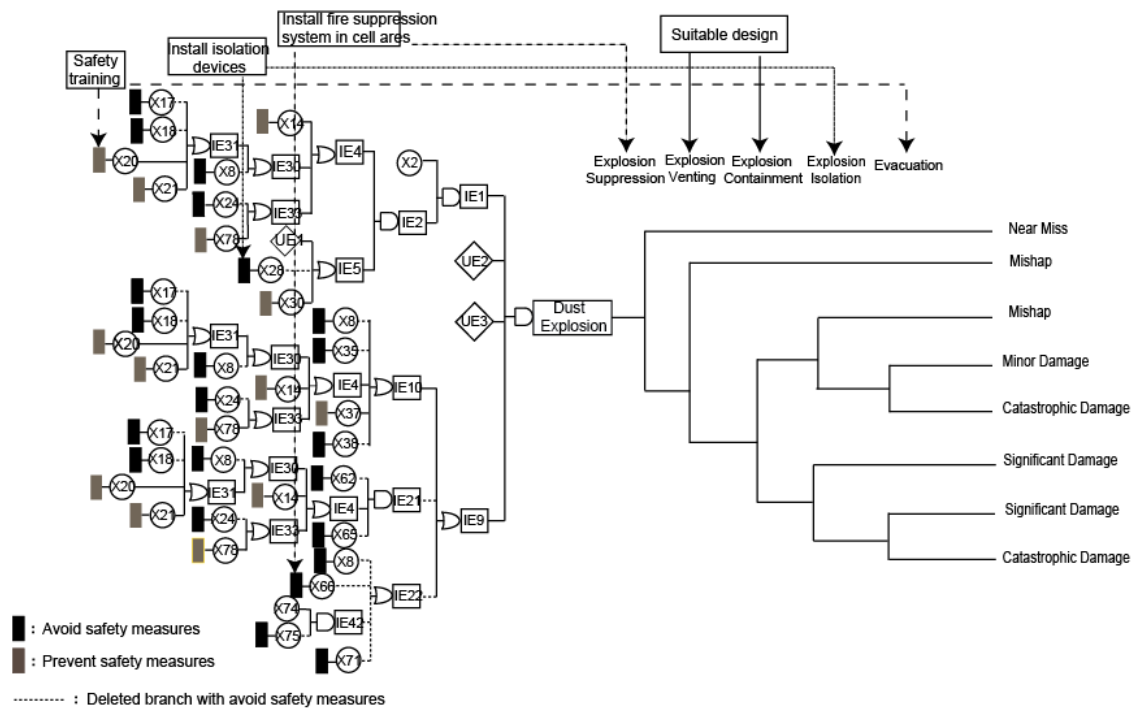 Install fire suppression
system in cell ares
Suitable design
Install isolation
devices
Safety
training
X17
X18
X20
X21
IE31
X8
X24
X78
IE30
IE33
X14
IE4
UE1
X28
X30
IE5
X2
IE2
IE1
Explosion
Suppression
Explosion
Venting
Explosion
Containment
Explosion
Isolation
Evacuation
UE2
UE3
Dust
Explosion
Near Miss
Mishap
Mishap
Minor Damage
Catastrophic Damage
Significant Damage
Significant Damage
Catastrophic Damage
X17
X18
X20
X21
IE31
X8
X24
X78
IE30
IE33
X14
IE4
X8
X35
X37
X38
IE10
X17
X18
X20
X21
IE31
X8
X24
X78
IE30
IE33
X14
IE4
X62
X65
IE21
IE9
X8
X66
X74
X75
IE42
X71
IE22
: Avoid safety measures
: Prevent safety measures
: Deleted branch with avoid safety measures